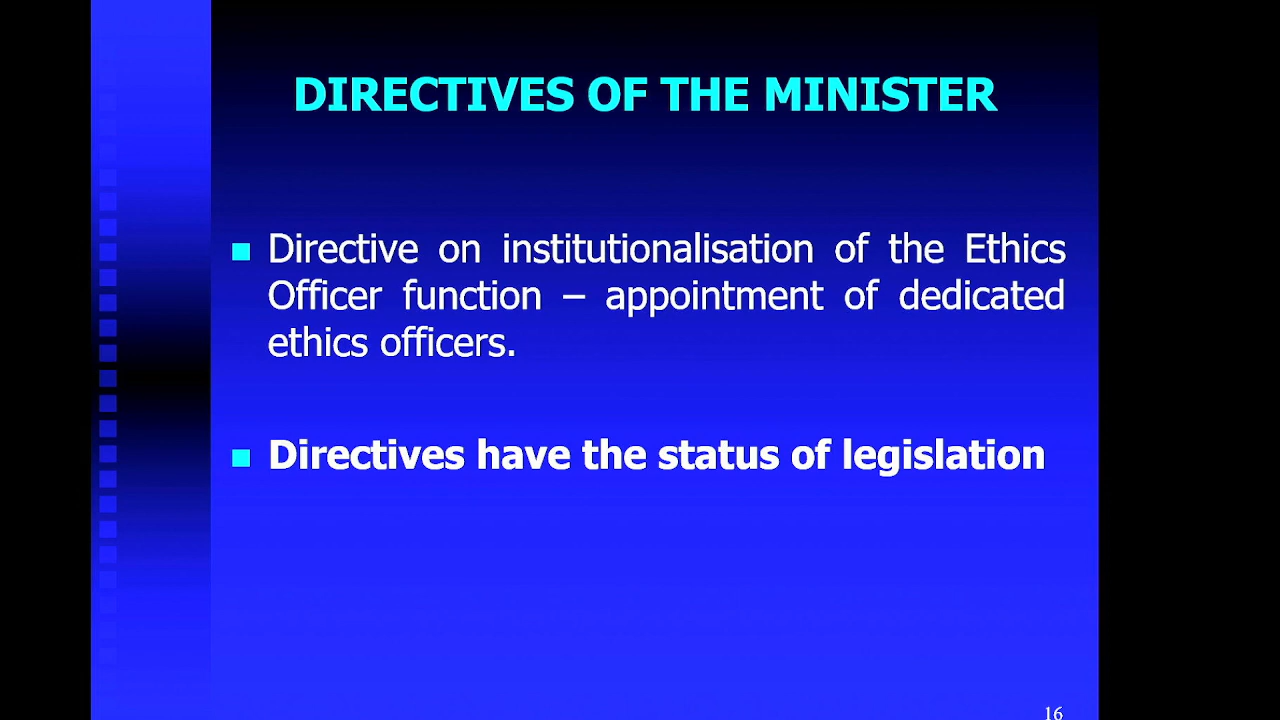 DIRECTIVES OF THE MINISTER
Directive on institutionalisation of the Ethics
Officer function – appointment of dedicated
ethics officers.
Directives have the status of legislation
16